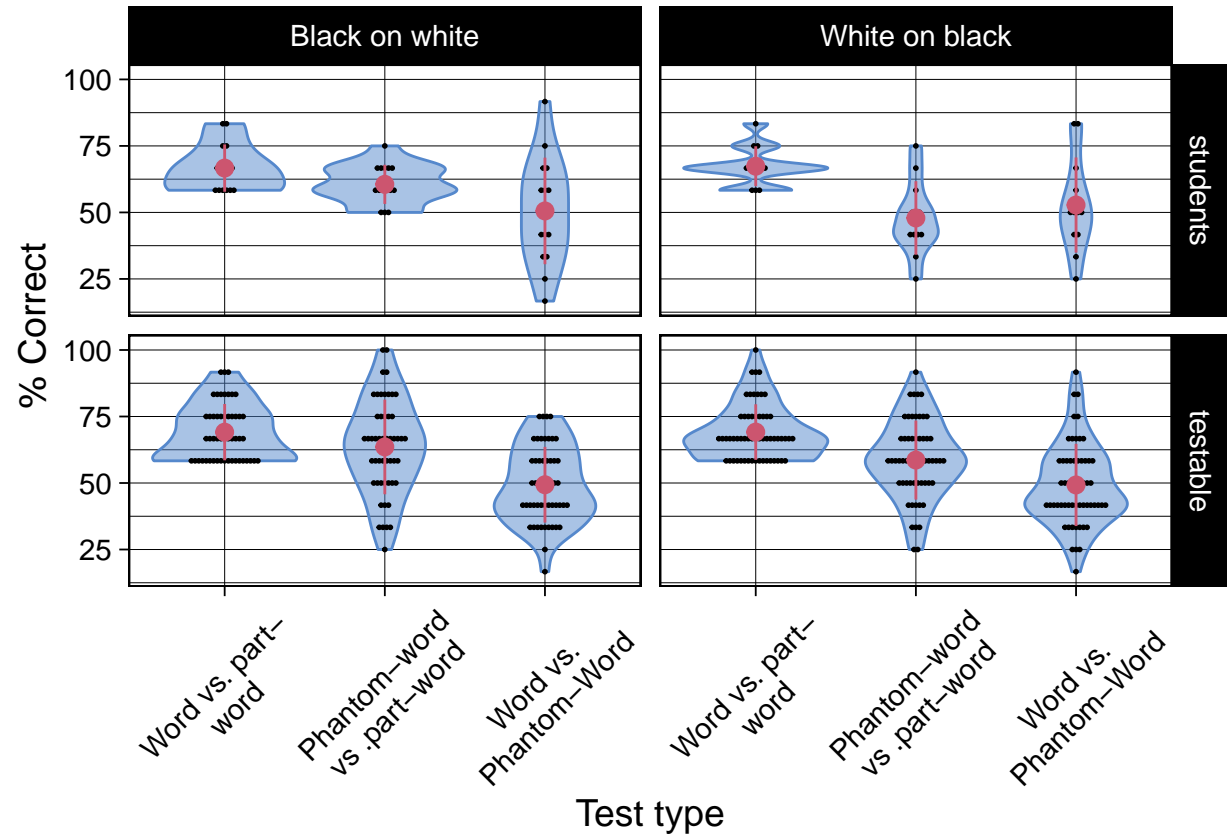 Black on white
White on black
100
75
50
25
students
100
75
50
25
testable
% Correct
Word vs. part−
word
Phantom−word
vs .part−word
Word vs.
Phantom−Word
Word vs. part−
word
Phantom−word
vs .part−word
Word vs.
Phantom−Word
Test type